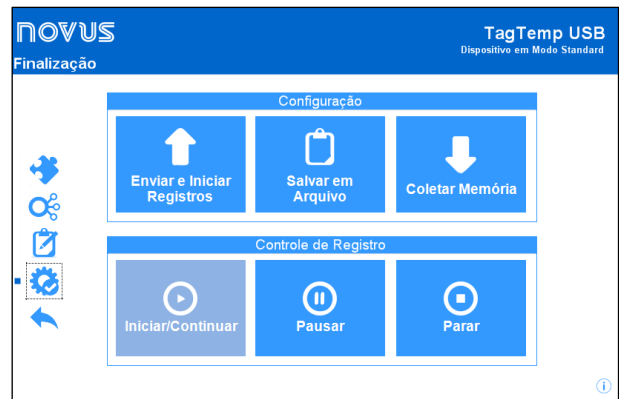 NOVUS
TagTemp USB
Dispositivo em Modo Standard
Finalização
Configuração
Enviar e Iniciar
Registros
Salvar em
Arquivo
Coletar Memória
Controle de Registro
Iniciar/Continuar
Pausar
Parar
i